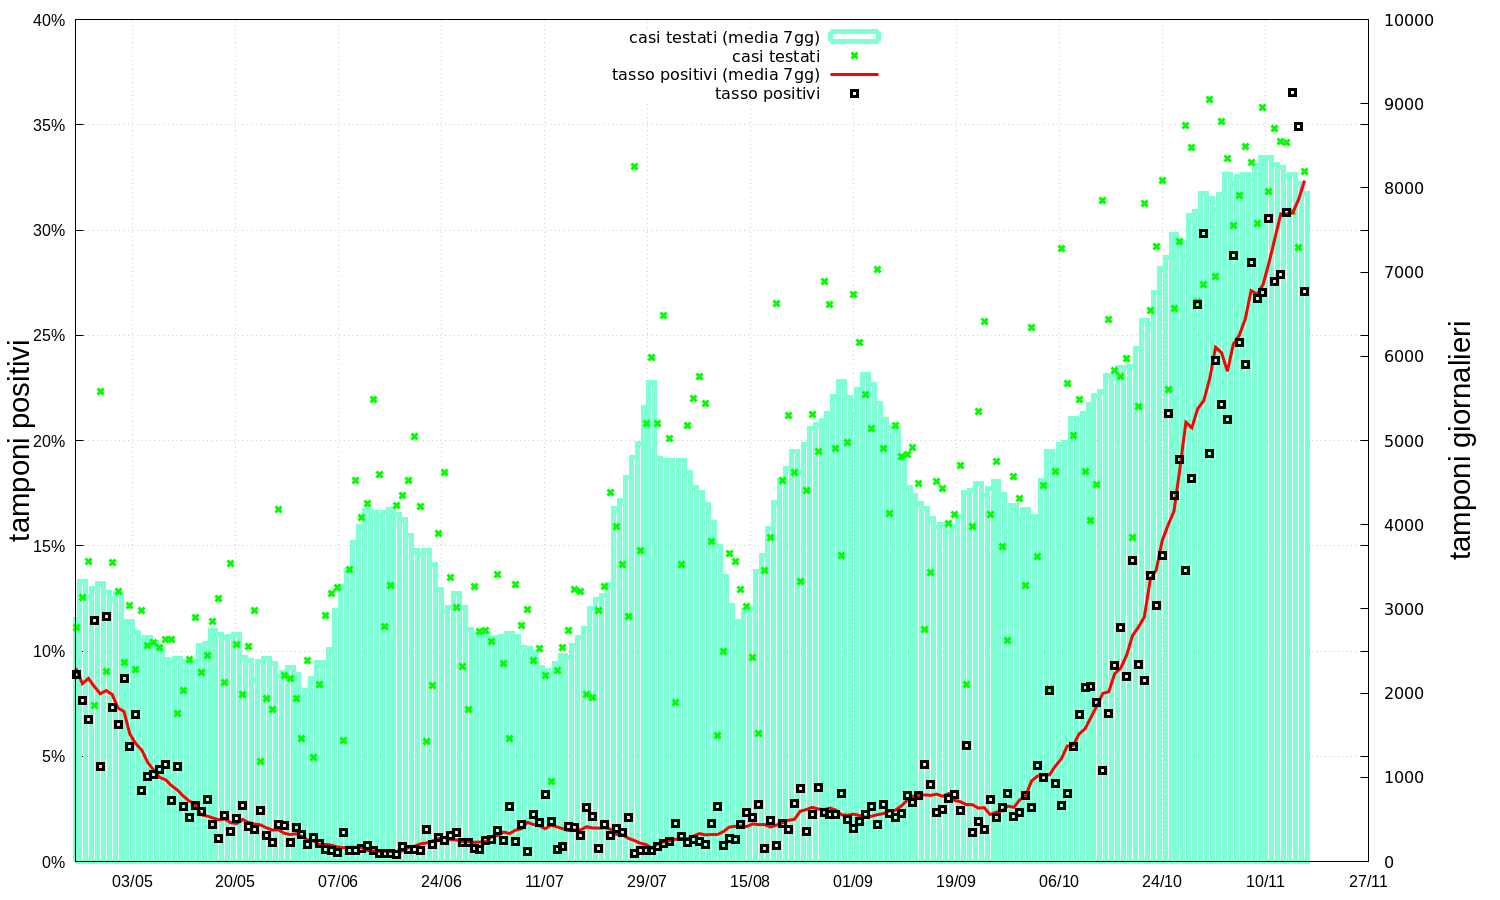 casi testati (media 7gg)
casi testati
tasso positivi (media 7gg)
tasso positivi
tamponi positivi
40%
35%
30%
25%
20%
15%
10%
5%
0%
10000
9000
8000
7000
6000
5000
4000
3000
2000
1000
0
tamponi giornalieri
03/05 20/05 07/06 24/06 11/07 29/07 15/08 01/09 19/09 06/10 24/10 10/11 27/11